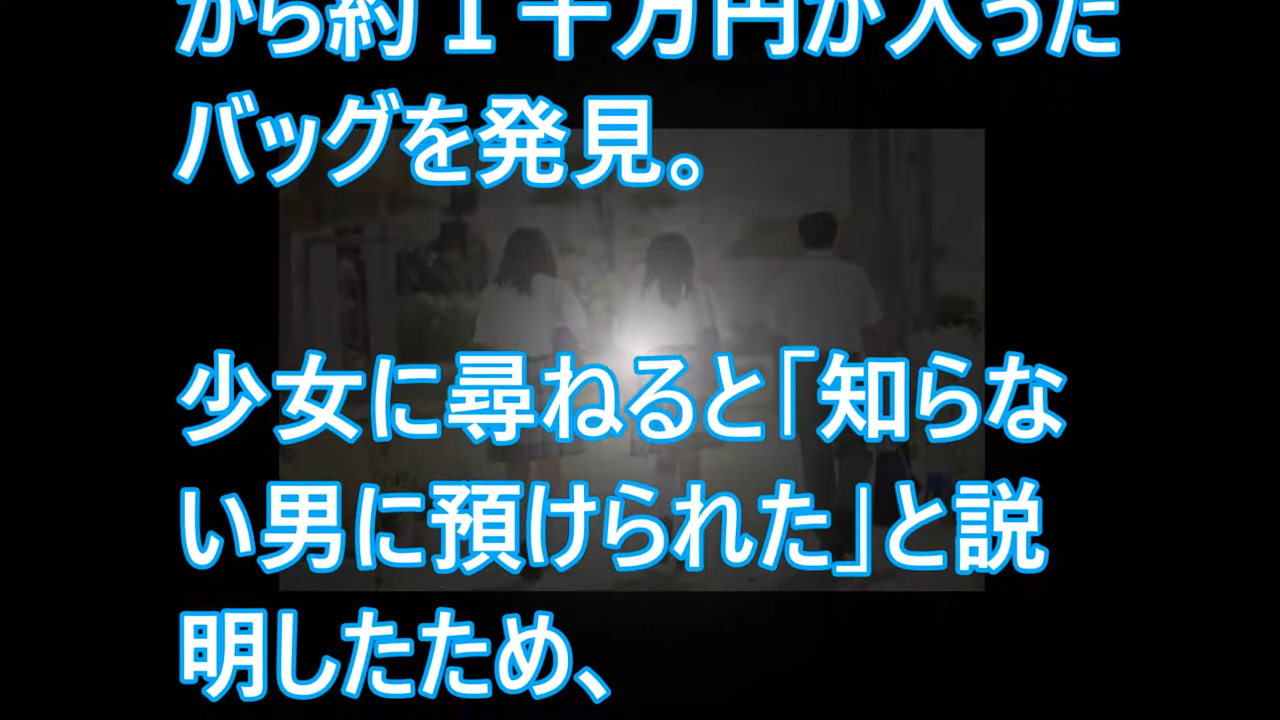 から約１千万円が入った
バッグを発見。
少女に尋ねると「知らな
い男に預けられた」と説
明したため、